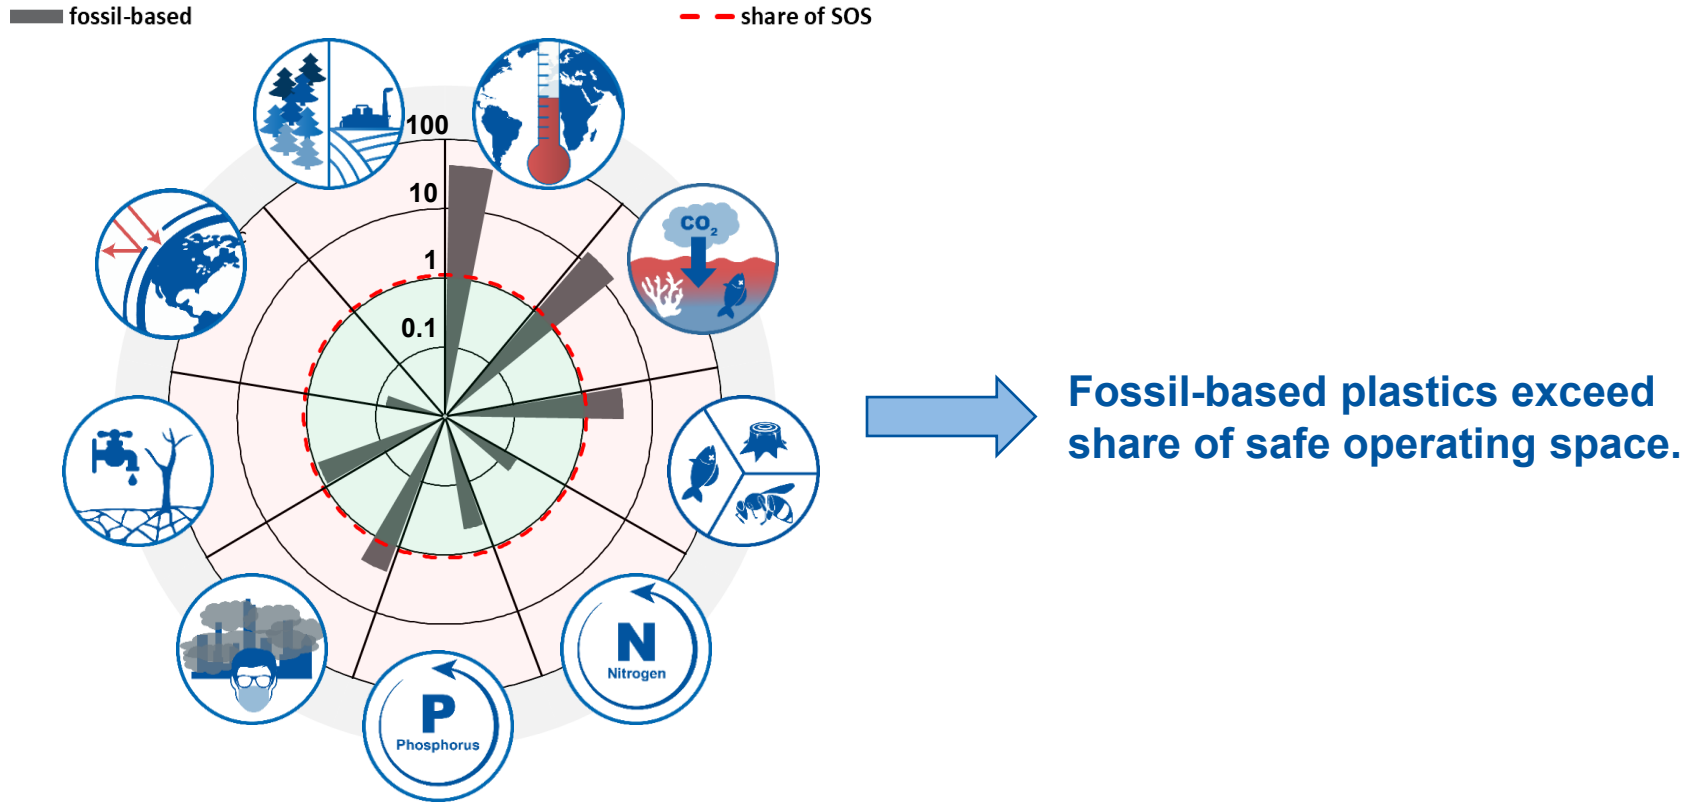 fossil-based
share of SOS
100
10
1
0.1
CO₂
N
Nitrogen
P
Phosphorus
Fossil-based plastics exceed
share of safe operating space.